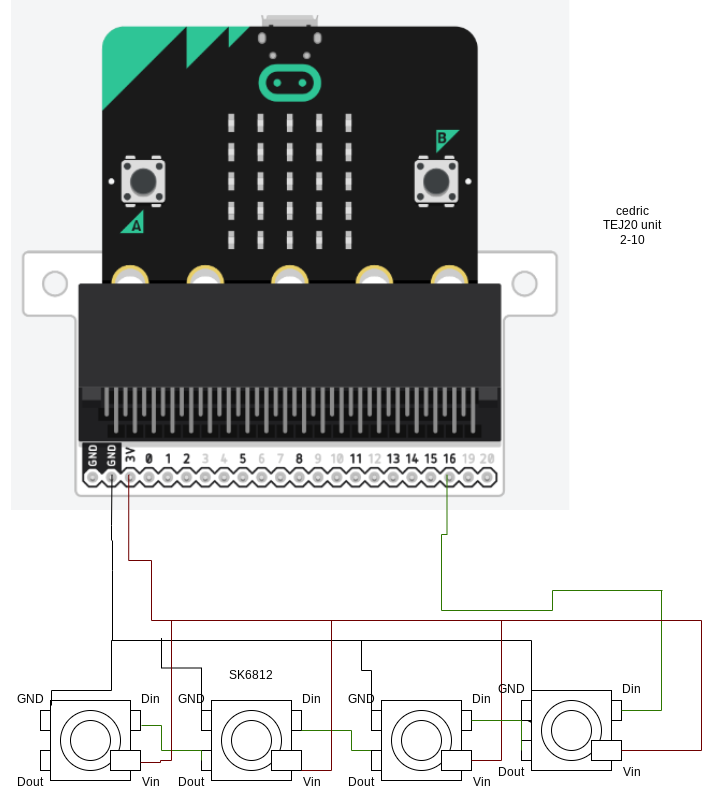 B
A
cedric
TEJ20 unit
2-10
GND GND 3V 0 1 2 3 4 5 6 7 8 9 10 11 12 13 14 15 16 19 20
SK6812
GND Din GND Din GND Din GND Din
Dout Vin Dout Vin Dout Vin Dout Vin